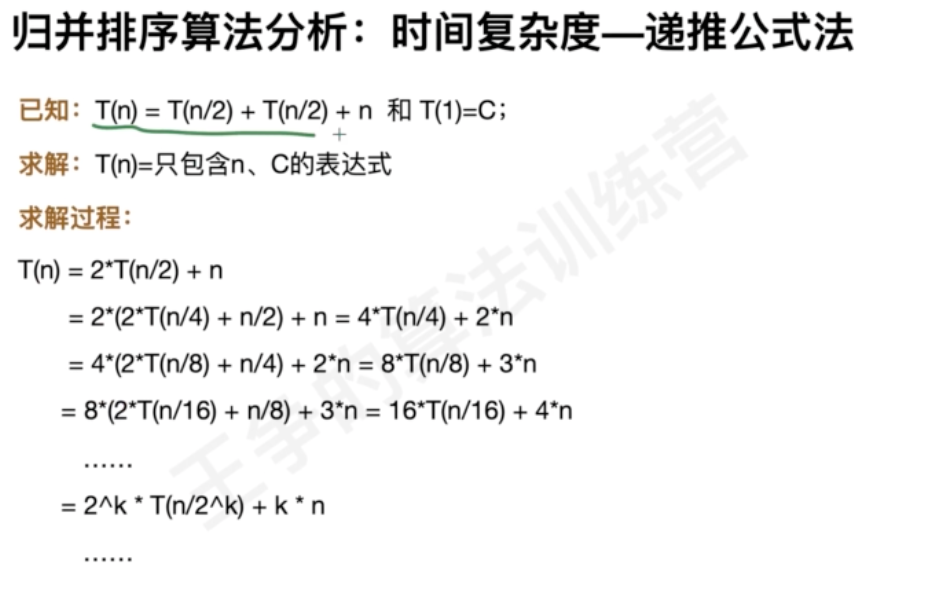 归并排序算法分析：时间复杂度—递推公式法
已知：T(n) = T(n/2) + T(n/2) + n 和 T(1)=C；
求解：T(n)=只包含n、C的表达式
求解过程：
T(n) = 2*T(n/2) + n
= 2*(2*T(n/4) + n/2) + n = 4*T(n/4) + 2*n
= 4*(2*T(n/8) + n/4) + 2*n = 8*T(n/8) + 3*n
= 8*(2*T(n/16) + n/8) + 3*n = 16*T(n/16) + 4*n
……
= 2^k * T(n/2^k) + k * n
……
王争的算法训练营